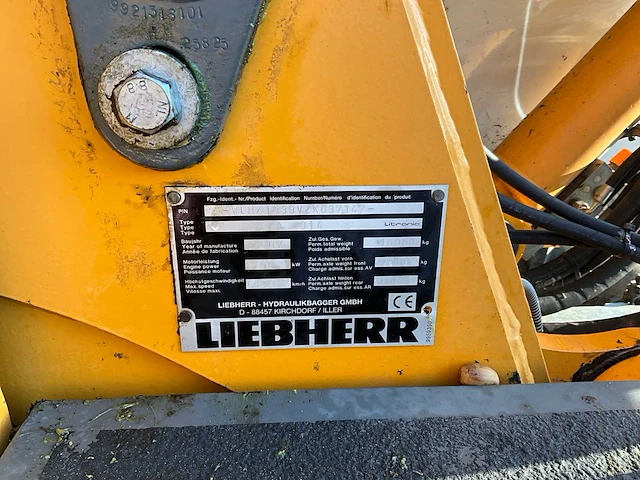 9921318101
25825
8.8
Fzg.-Ident.- Nr./Product Identification Number/Numéro d'identification du produit
PIN
Type
Type
Litronic
Baujahr
Year of manufacture
Année de fabrication
Zul.Ges.Gew.
Perm.total weight
Poids admissible
kg
Motorleistung
Engine power
Puissance moteur
kW
Zul.Achslast vorn
Perm.axle weight front
Charge admis.sur ess.AV
kg
Höchstgeschwindigkeit
Max.speed
Vitesse maxi.
km/h
Zul.Achslast hinten
Perm.axle weight rear
Charge admis.sur ess.AR
kg
LIEBHERR - HYDRAULIKBAGGER GMBH
D - 88457 KIRCHDORF / ILLER
CE
LIEBHERR